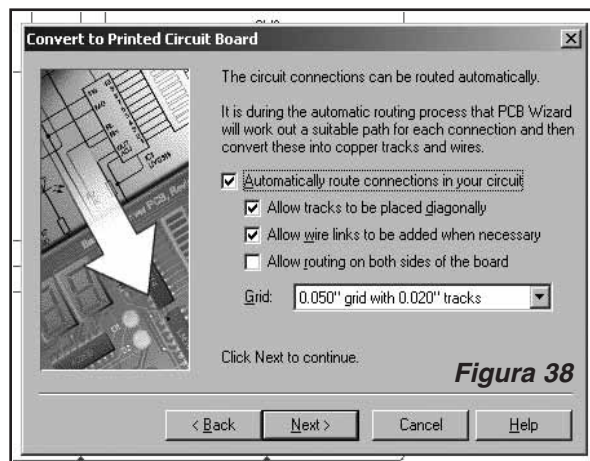 Convert to Printed Circuit Board
The circuit connections can be routed automatically.
It is during the automatic routing process that PCB Wizard
will work out a suitable path for each connection and then
convert these into copper tracks and wires.
Automatically route connections in your circuit
Allow tracks to be placed diagonally
Allow wire links to be added when necessary
Allow routing on both sides of the board
Grid: 0.050" grid with 0.020" tracks
Click Next to continue.
Figura 38
< Back Next > Cancel Help